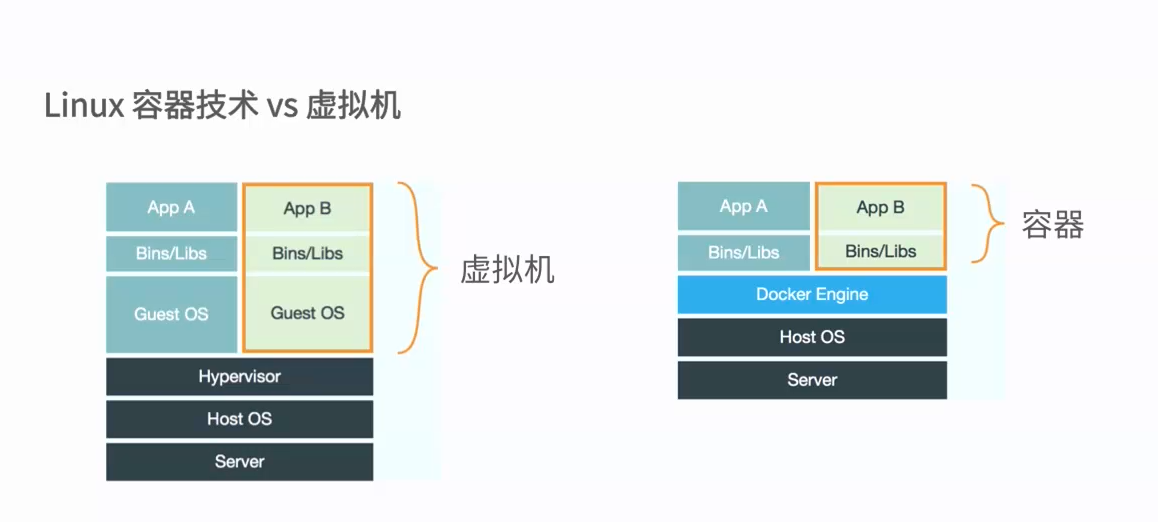 Linux 容器技术 vs 虚拟机
App A
App B
Bins/Libs
Bins/Libs
Guest OS
Guest OS
Hypervisor
Host OS
Server
虚拟机
App A
App B
Bins/Libs
Bins/Libs
Docker Engine
Host OS
Server
容器